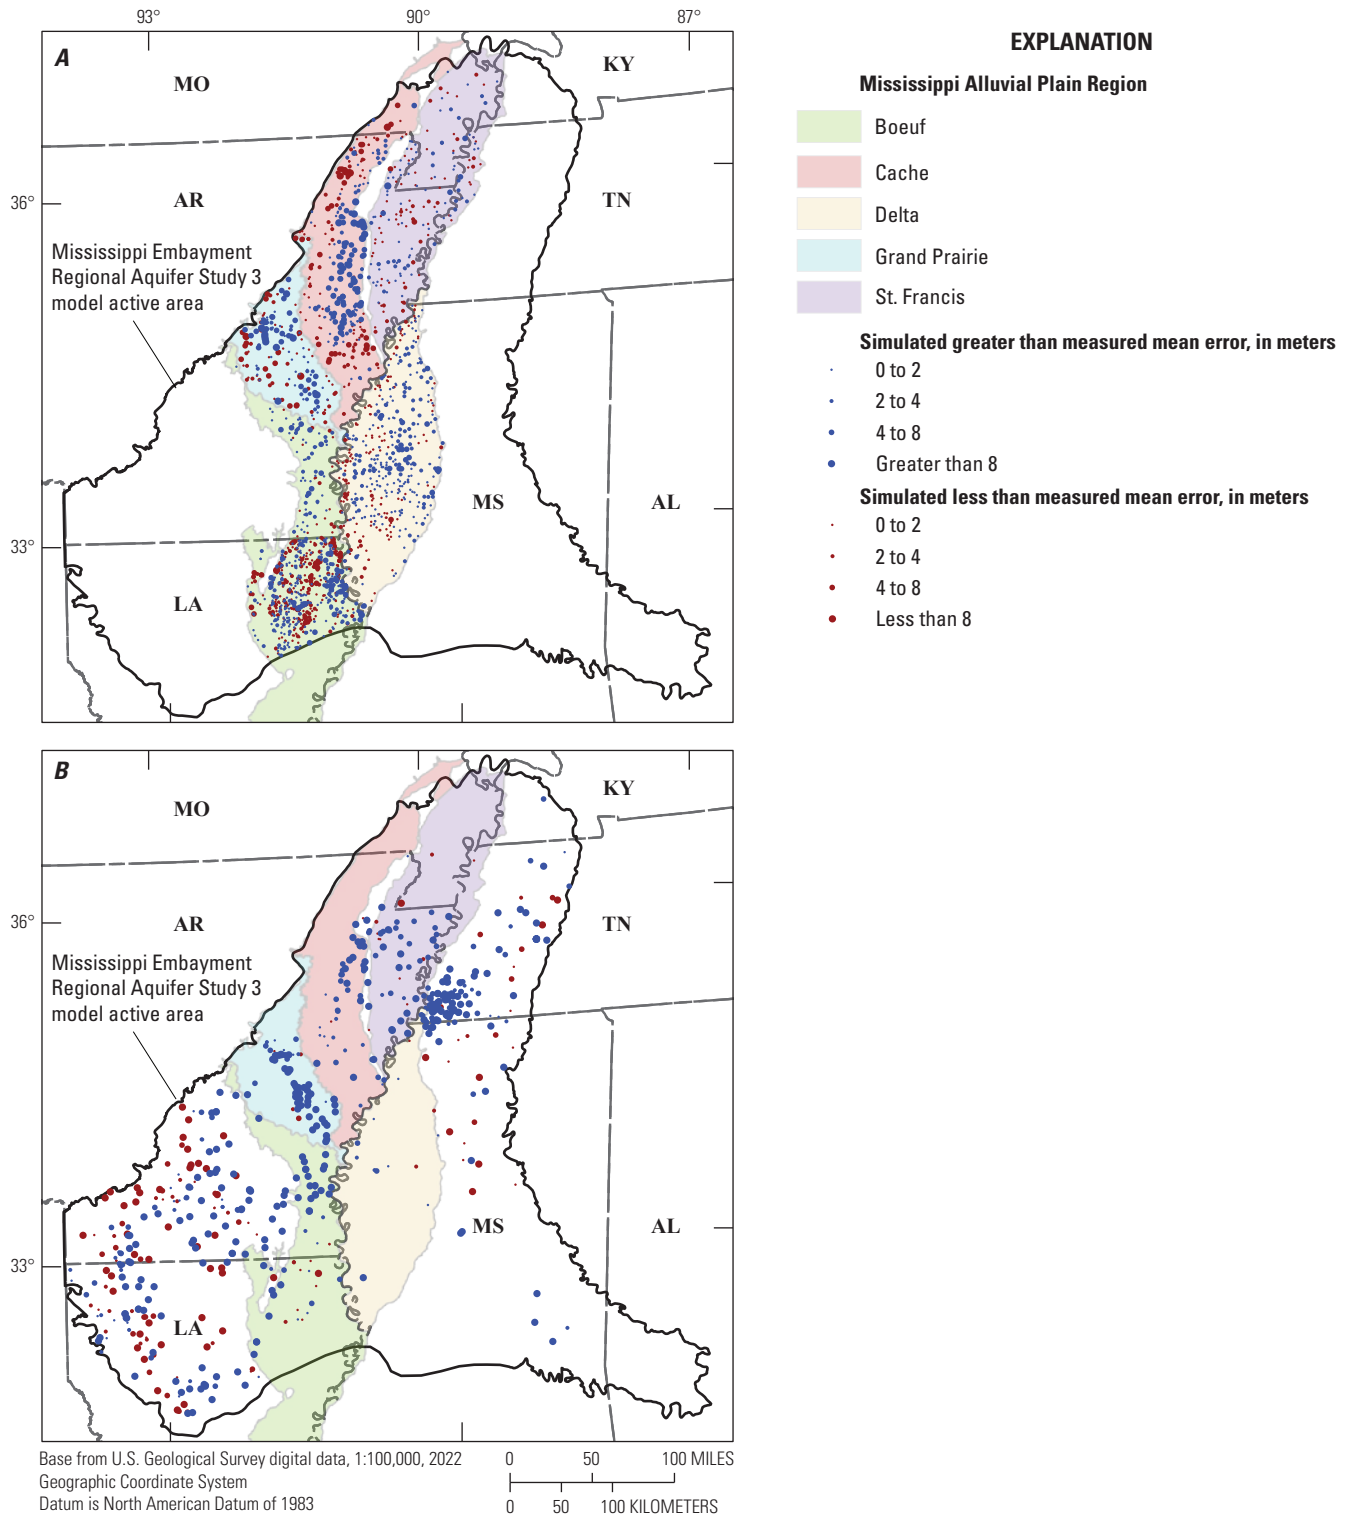 93°
90°
87°
A
MO
KY
36°
AR
TN
Mississippi Embayment
Regional Aquifer Study 3
model active area
MS
AL
33°
LA
EXPLANATION
Mississippi Alluvial Plain Region
Boeuf
Cache
Delta
Grand Prairie
St. Francis
Simulated greater than measured mean error, in meters
0 to 2
2 to 4
4 to 8
Greater than 8
Simulated less than measured mean error, in meters
0 to 2
2 to 4
4 to 8
Less than 8
B
MO
KY
36°
AR
TN
Mississippi Embayment
Regional Aquifer Study 3
model active area
MS
AL
33°
LA
Base from U.S. Geological Survey digital data, 1:100,000, 2022
Geographic Coordinate System
Datum is North American Datum of 1983
0 50 100 MILES
0 50 100 KILOMETERS